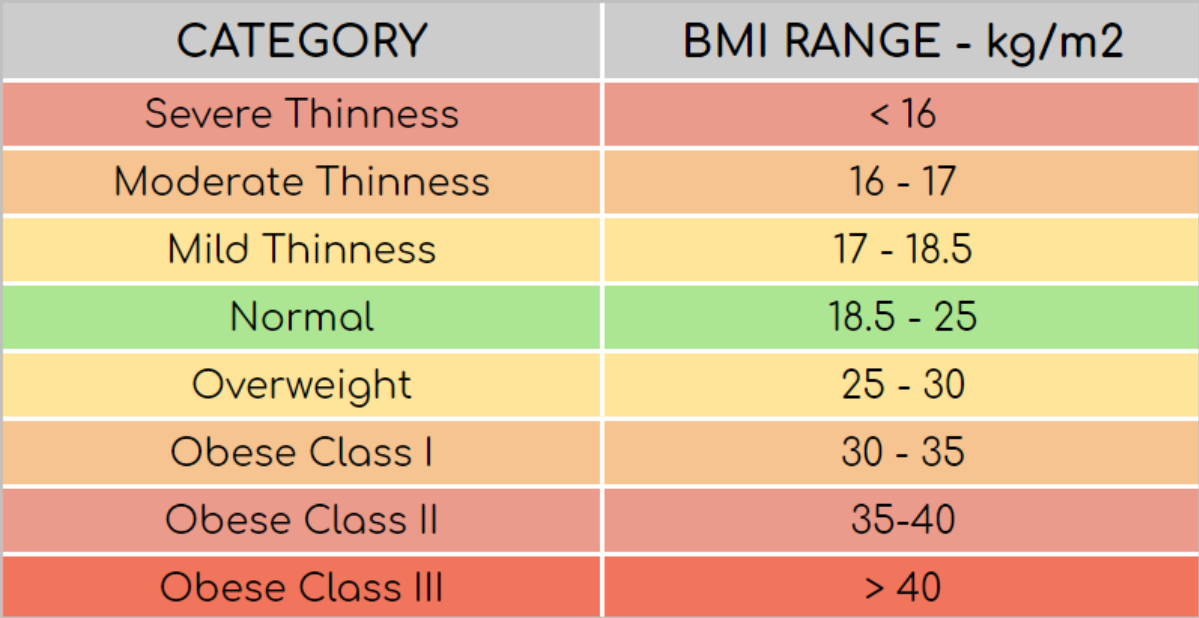 CATEGORY BMI RANGE - kg/m2
Severe Thinness < 16
Moderate Thinness 16 - 17
Mild Thinness 17 - 18.5
Normal 18.5 - 25
Overweight 25 - 30
Obese Class I 30 - 35
Obese Class II 35-40
Obese Class III > 40